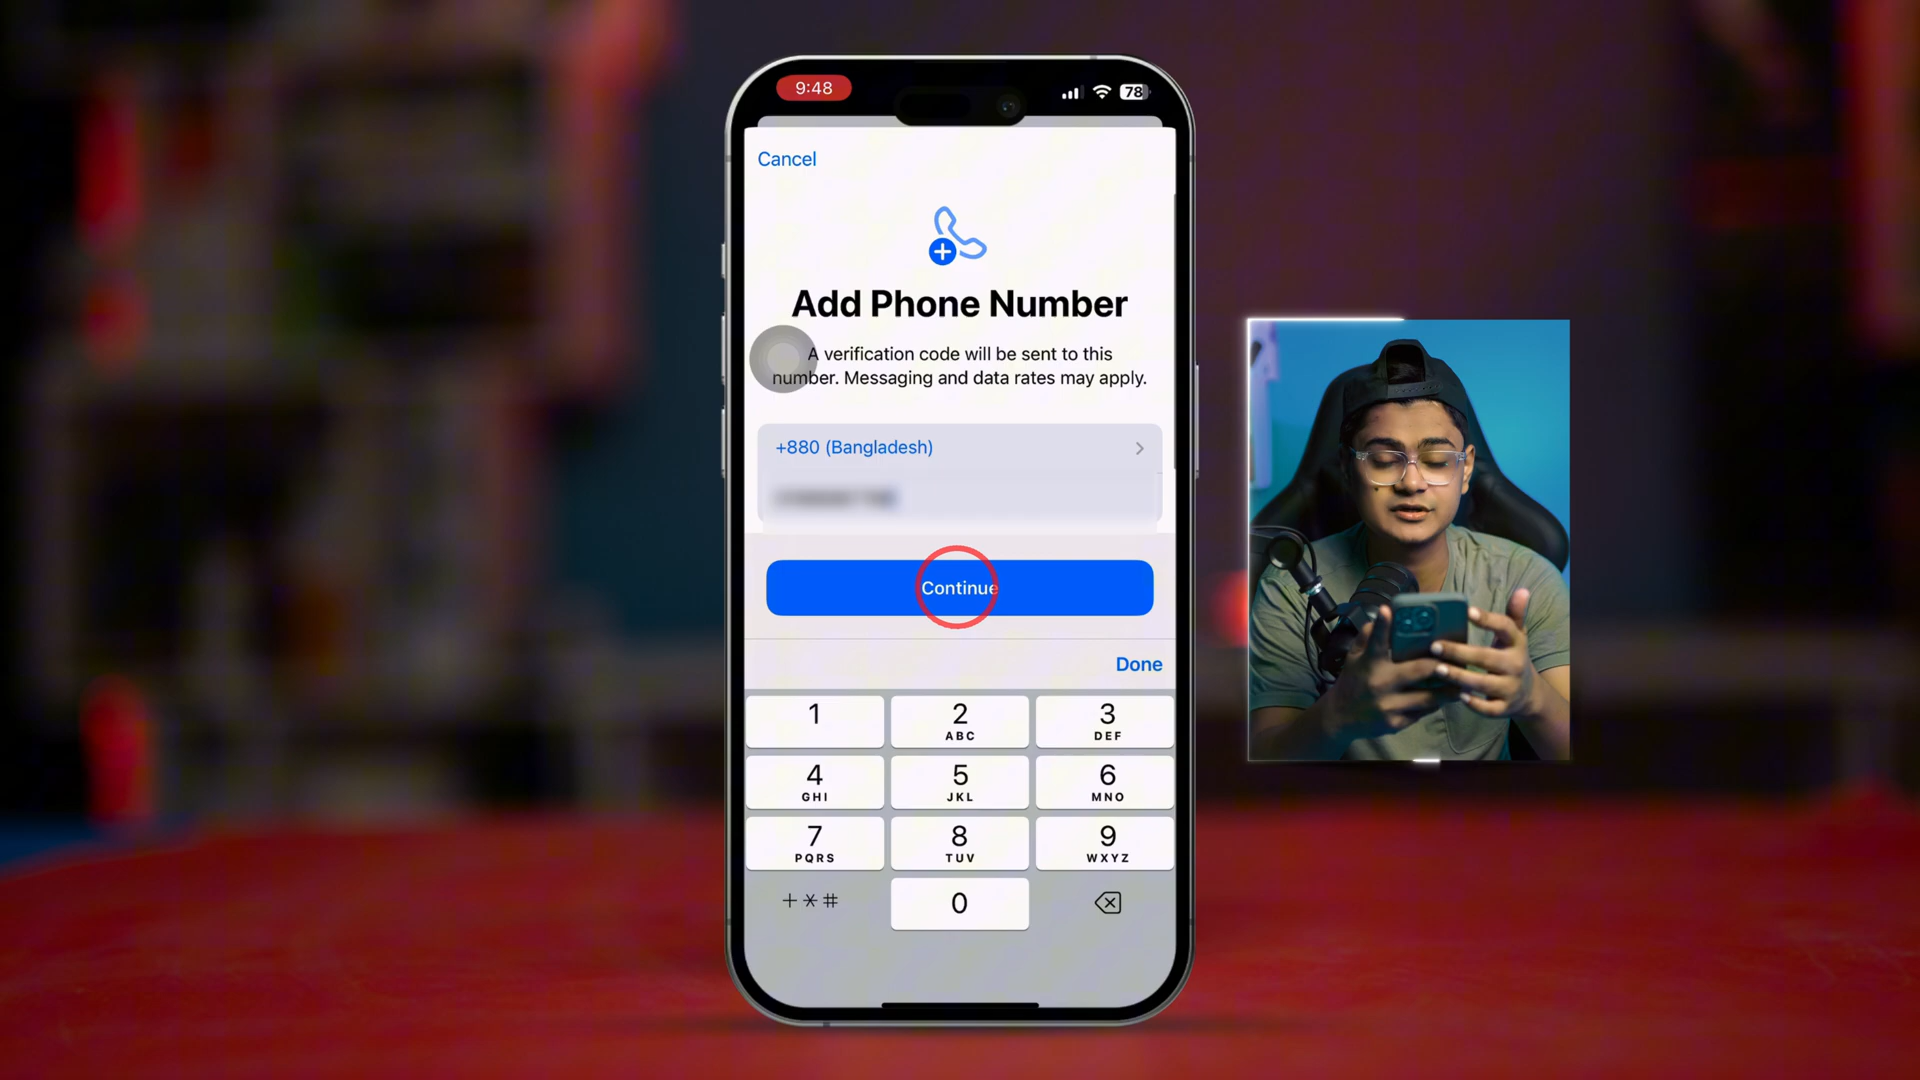 9:48
78
Cancel
Add Phone Number
A verification code will be sent to this
number. Messaging and data rates may apply.
+880 (Bangladesh)
Continue
Done
1
2
ABC
3
DEF
4
GHI
5
JKL
6
MNO
7
PQRS
8
TUV
9
WXYZ
+*#
0